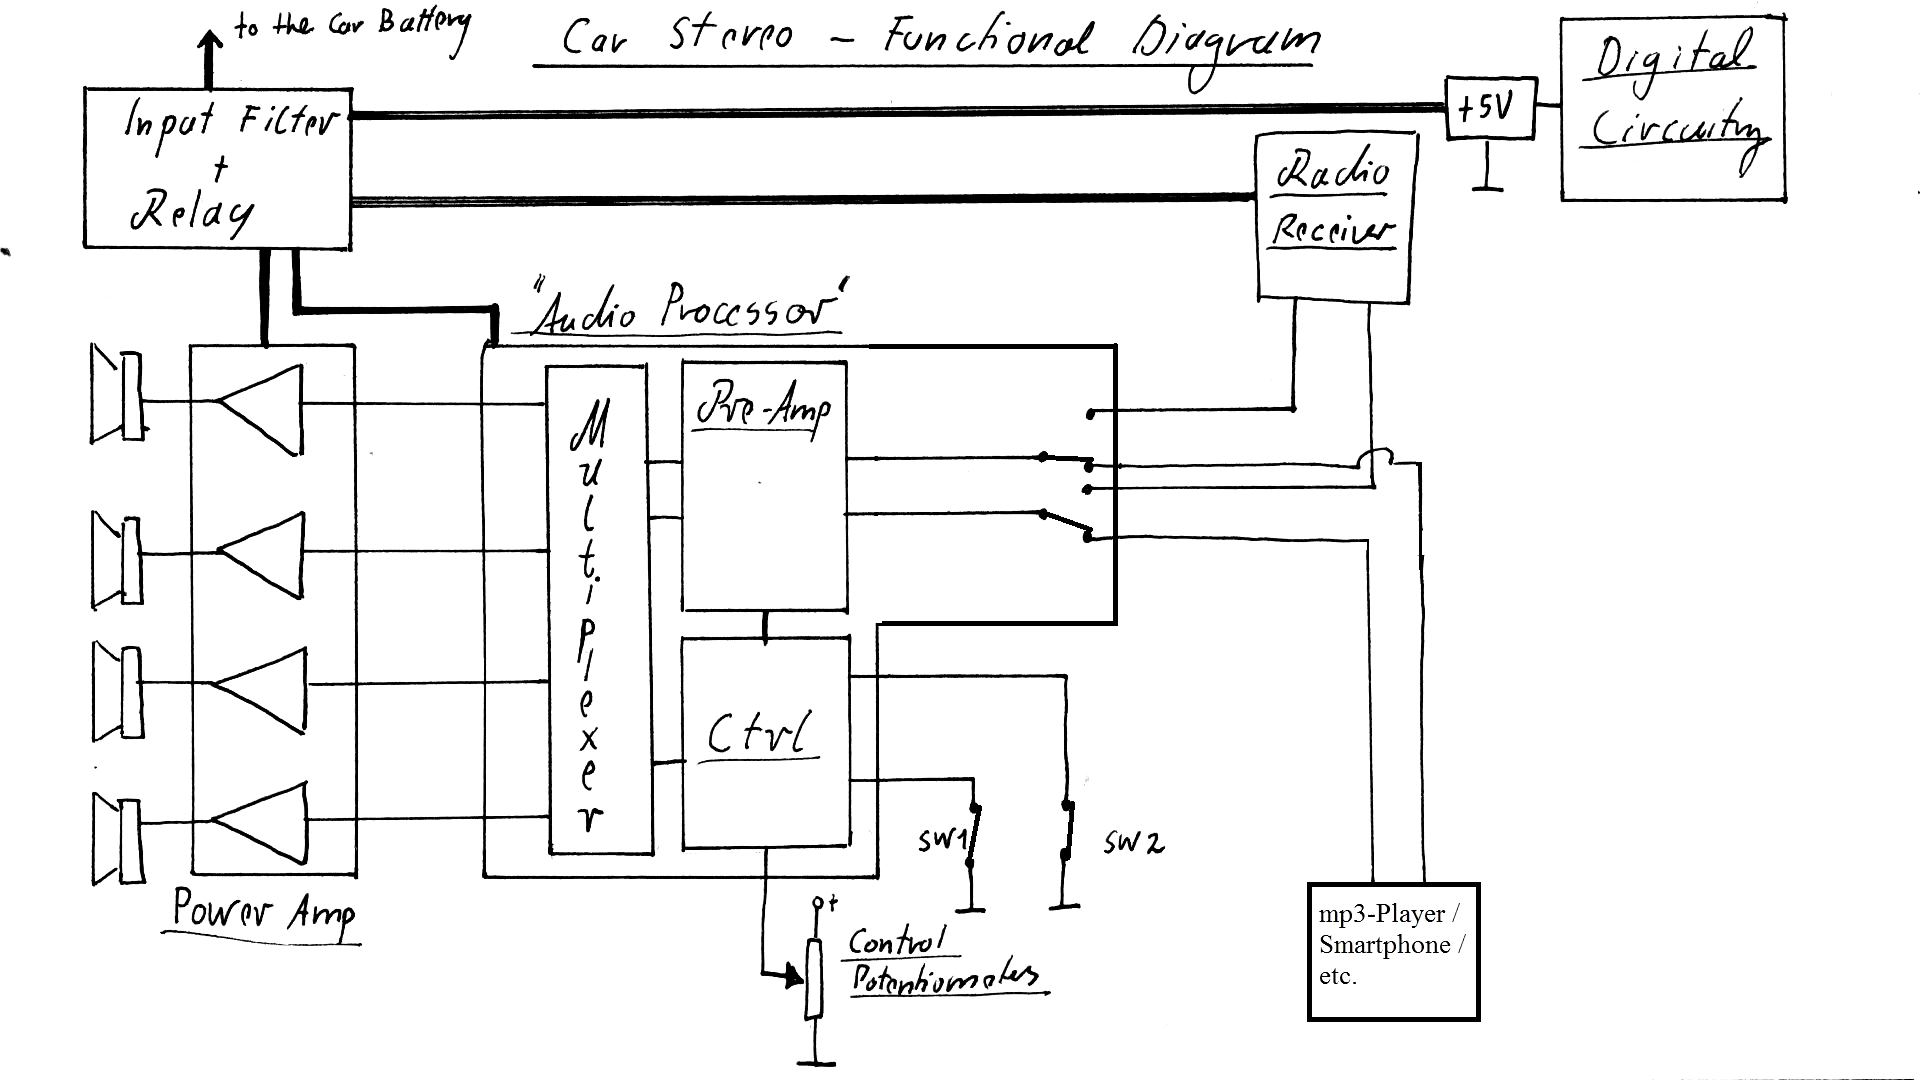 to the Car Battery
Car Stereo – Functional Diagram
Input Filter
+
Relay
+5V
Digital
Circuitry
Radio
Receiver
"Audio Processor"
Multiplexer
Pre-Amp
Ctrl
SW1
SW2
Power Amp
+
Control
Potentiometers
mp3-Player /
Smartphone /
etc.